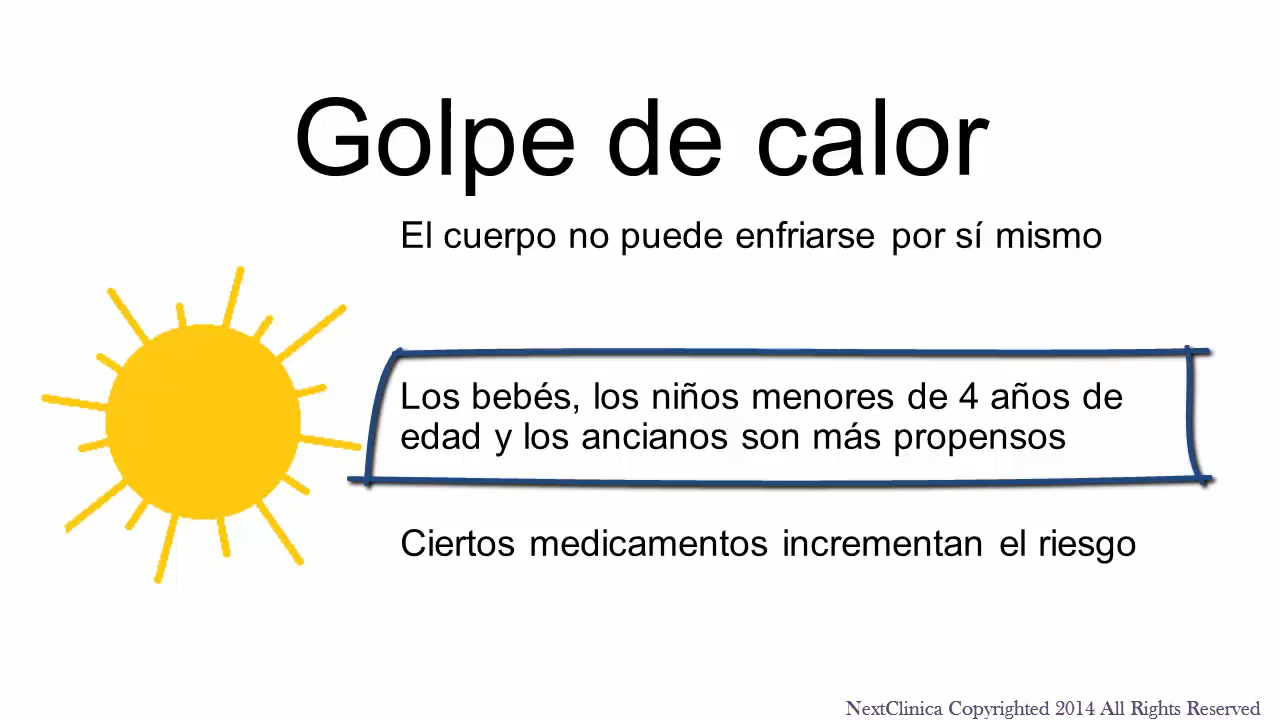 Golpe de calor
El cuerpo no puede enfriarse por sí mismo
Los bebés, los niños menores de 4 años de
edad y los ancianos son más propensos
Ciertos medicamentos incrementan el riesgo
NextClinica Copyrighted 2014 All Rights Reserved